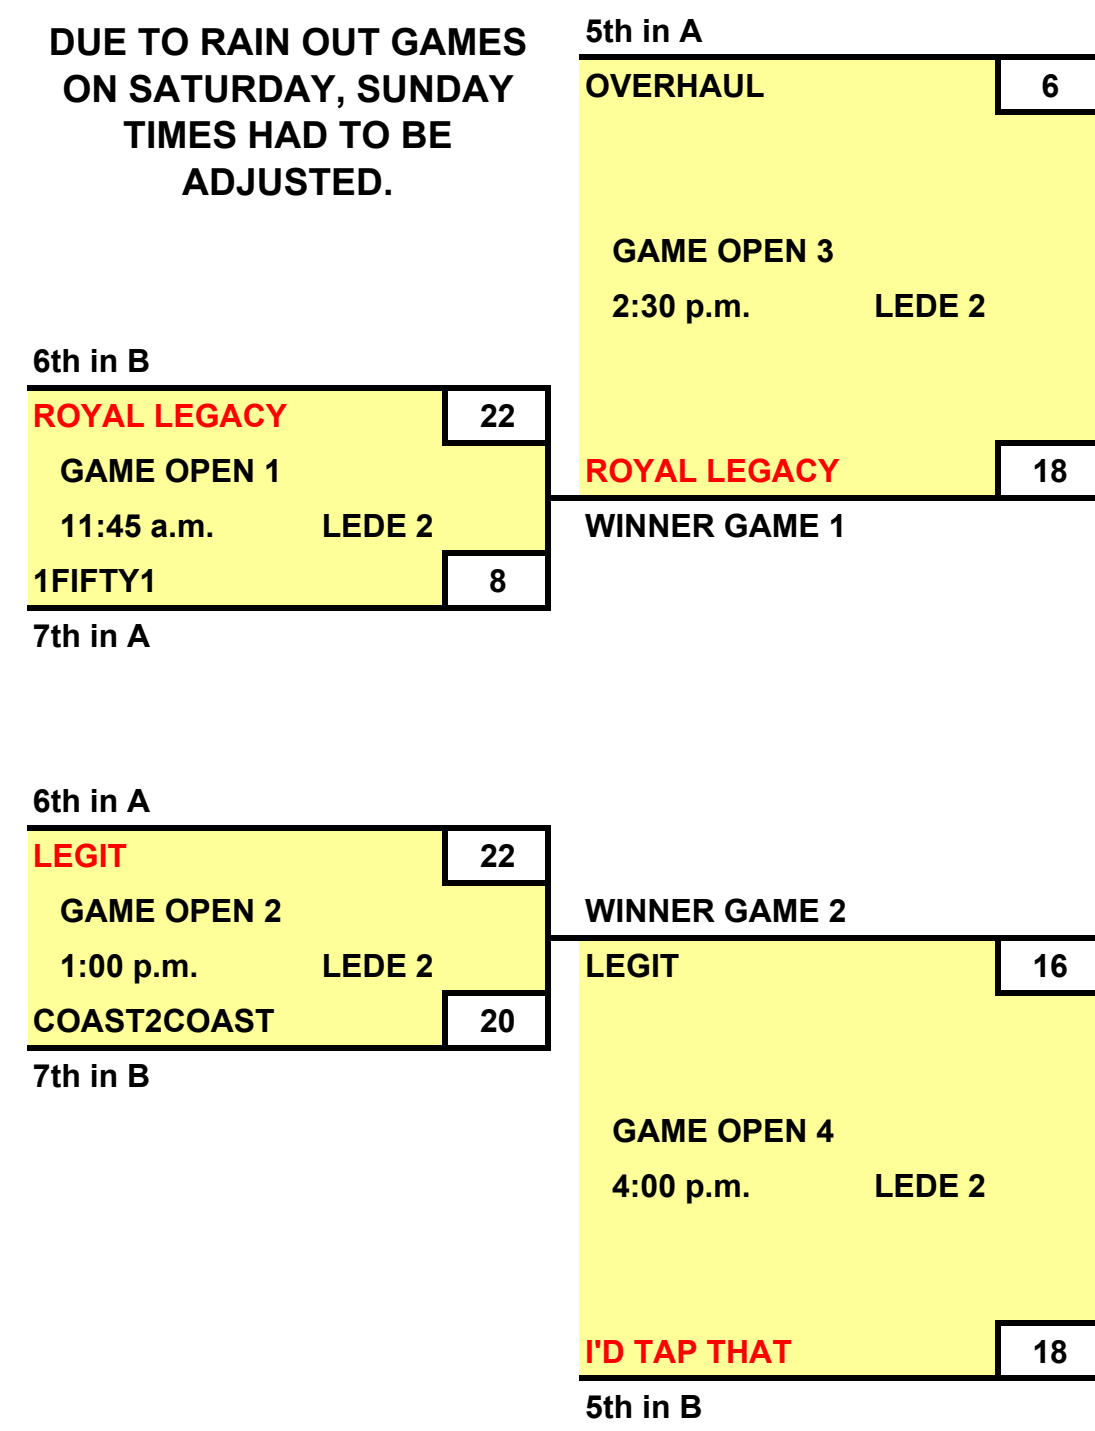 DUE TO RAIN OUT GAMES
ON SATURDAY, SUNDAY
TIMES HAD TO BE
ADJUSTED.
5th in A
OVERHAUL 6
GAME OPEN 3
2:30 p.m. LEDE 2
6th in B
ROYAL LEGACY 22
GAME OPEN 1
11:45 a.m. LEDE 2
1FIFTY1 8
7th in A
ROYAL LEGACY 18
WINNER GAME 1
6th in A
LEGIT 22
GAME OPEN 2
1:00 p.m. LEDE 2
COAST2COAST 20
7th in B
WINNER GAME 2
LEGIT 16
GAME OPEN 4
4:00 p.m. LEDE 2
I'D TAP THAT 18
5th in B